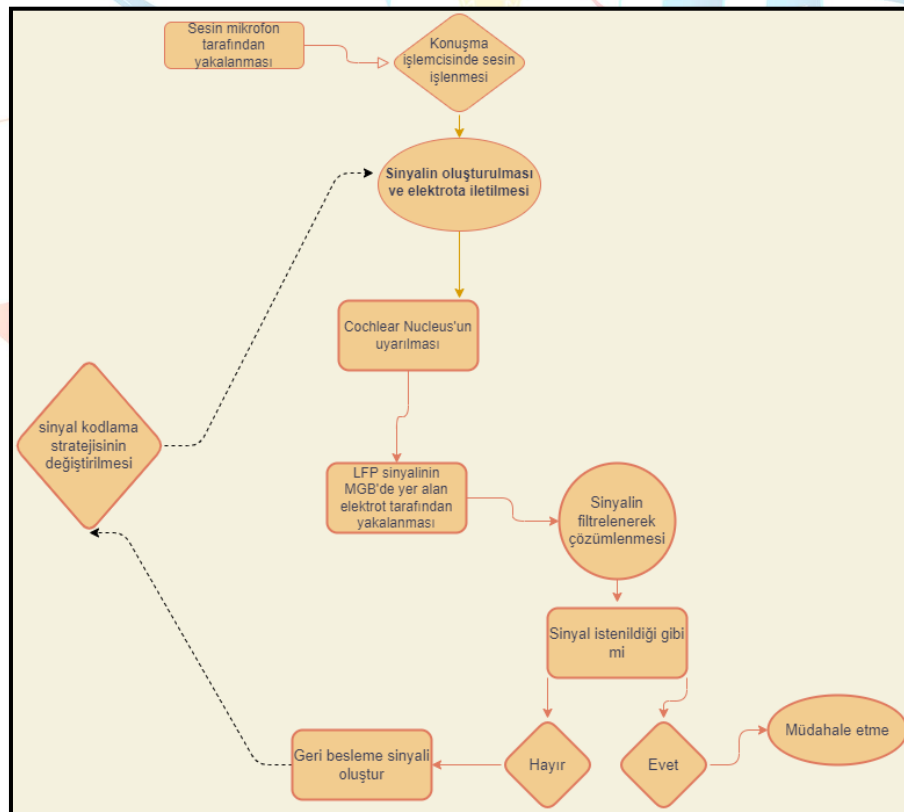 Sesin mikrofon
tarafından
yakalanması
Konuşma
işlemcisinde sesin
işlenmesi
Sinyalin oluşturulması
ve elektrota iletilmesi
Cochlear Nucleus'un
uyarılması
sinyal kodlama
stratejisinin
değiştirilmesi
LFP sinyalinin
MGB'de yer alan
elektrot tarafından
yakalanması
Sinyalin
filtrelenerek
çözümlenmesi
Sinyal istenildiği gibi
mi
Hayır
Evet
Müdahale etme
Geri besleme sinyali
oluştur